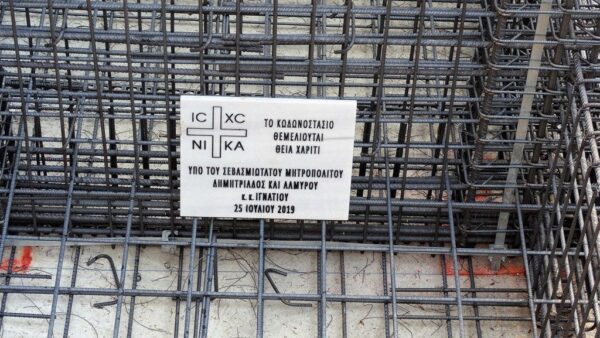 IC XC
NI KA
ΤΟ ΚΩΔΩΝΟΣΤΑΣΙΟ
ΘΕΜΕΛΙΟΥΤΑΙ
ΘΕΙΑ ΧΑΡΙΤΙ
ΥΠΟ ΤΟΥ ΣΕΒΑΣΜΙΩΤΑΤΟΥ ΜΗΤΡΟΠΟΛΙΤΟΥ
ΔΗΜΗΤΡΙΑΔΟΣ ΚΑΙ ΑΛΜΥΡΟΥ
κ.κ. ΙΓΝΑΤΙΟΥ
25 ΙΟΥΛΙΟΥ 2019